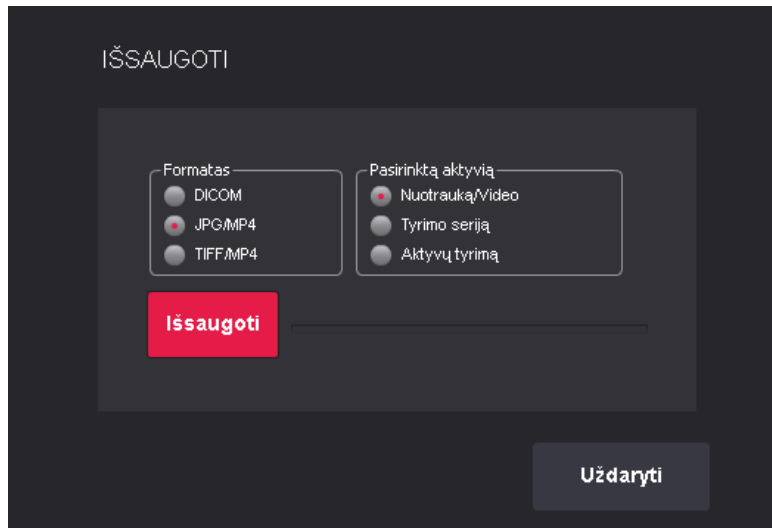 IŠSAUGOTI
Formatas
DICOM
JPG/MP4
TIFF/MP4
Pasirinktą aktyvią
Nuotrauką/Video
Tyrimo seriją
Aktyvų tyrimą
Išsaugoti
Uždaryti